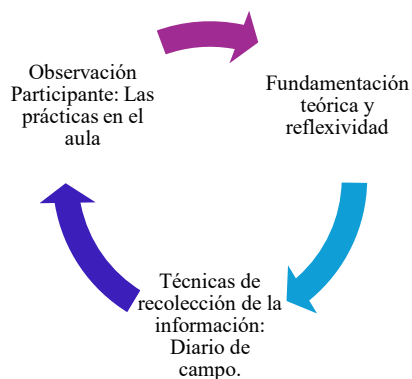 Observación
Participante: Las
prácticas en el
aula
Fundamentación
teórica y
reflexividad
Técnicas de
recolección de la
información:
Diario de
campo.